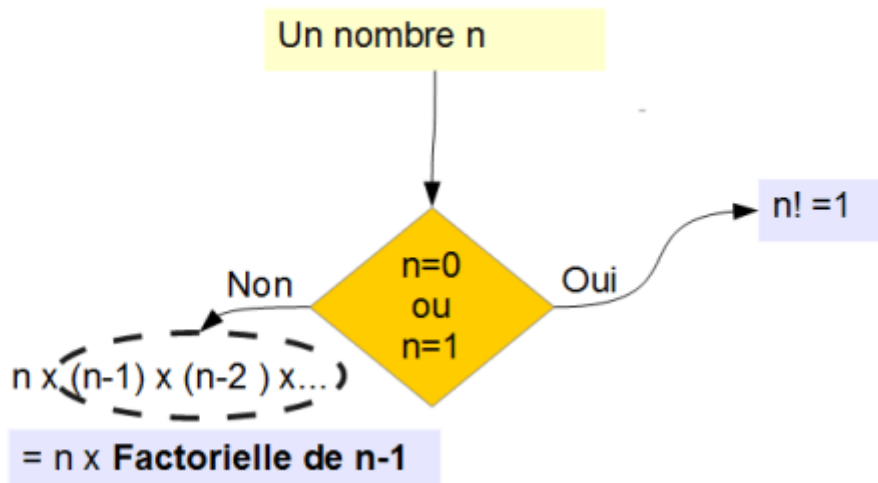 Un nombre n
n! =1
n=0
ou
n=1
Oui
Non
n x (n-1) x (n-2 ) x...
= n x Factorielle de n-1